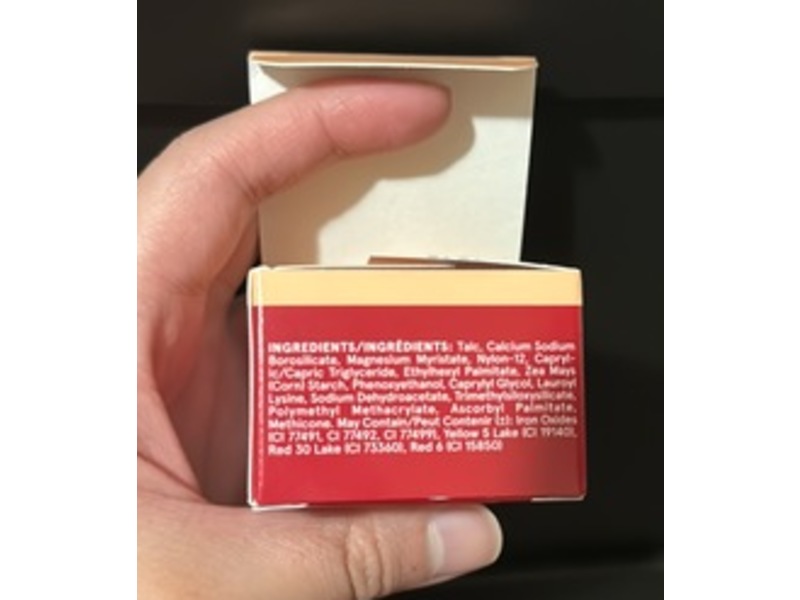 INGREDIENTS/INGRÉDIENTS: Talc, Calcium Sodium
Borosilicate, Magnesium Myristate, Nylon-12, Capryl-
ic/Capric Triglyceride, Ethylhexyl Palmitate, Zea Mays
(Corn) Starch, Phenoxyethanol, Caprylyl Glycol, Lauroyl
Lysine, Sodium Dehydroacetate, Trimethylsiloxysilicate,
Polymethyl Methacrylate, Ascorbyl Palmitate,
Methicone. May Contain/Peut Contenir (±): Iron Oxides
(CI 77491, CI 77492, CI 77499), Yellow 5 Lake (CI 19140),
Red 30 Lake (CI 73360), Red 6 (CI 15850)